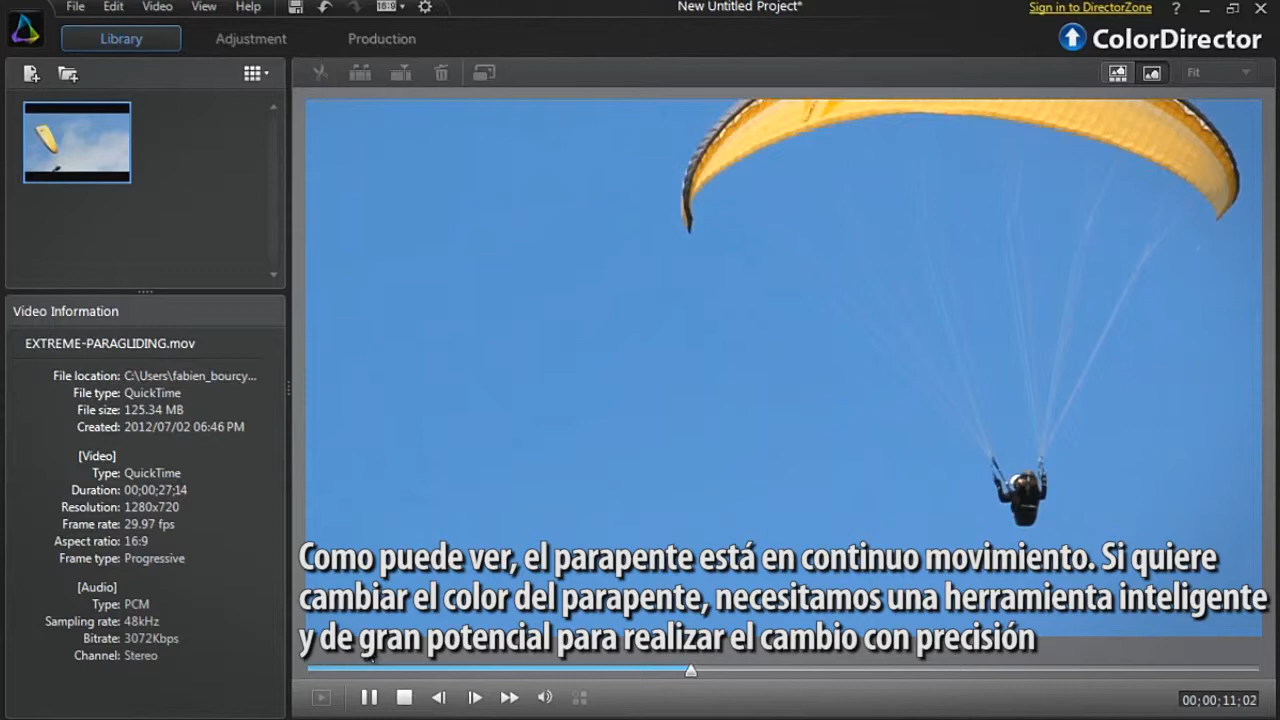 File Edit Video View Help 16:9 New Untitled Project* Sign in to DirectorZone ?
Library Adjustment Production ColorDirector
Fit
Video Information
EXTREME-PARAGLIDING.mov
File location: C:\Users\fabien_bourcy...
File type: QuickTime
File size: 125.34 MB
Created: 2012/07/02 06:46 PM
[Video]
Type: QuickTime
Duration: 00;00;27;14
Resolution: 1280x720
Frame rate: 29.97 fps
Aspect ratio: 16:9
Frame type: Progressive
[Audio]
Type: PCM
Sampling rate: 48kHz
Bitrate: 3072Kbps
Channel: Stereo
Como puede ver, el parapente está en continuo movimiento. Si quiere
cambiar el color del parapente, necesitamos una herramienta inteligente
y de gran potencial para realizar el cambio con precisión
00;00;11;02